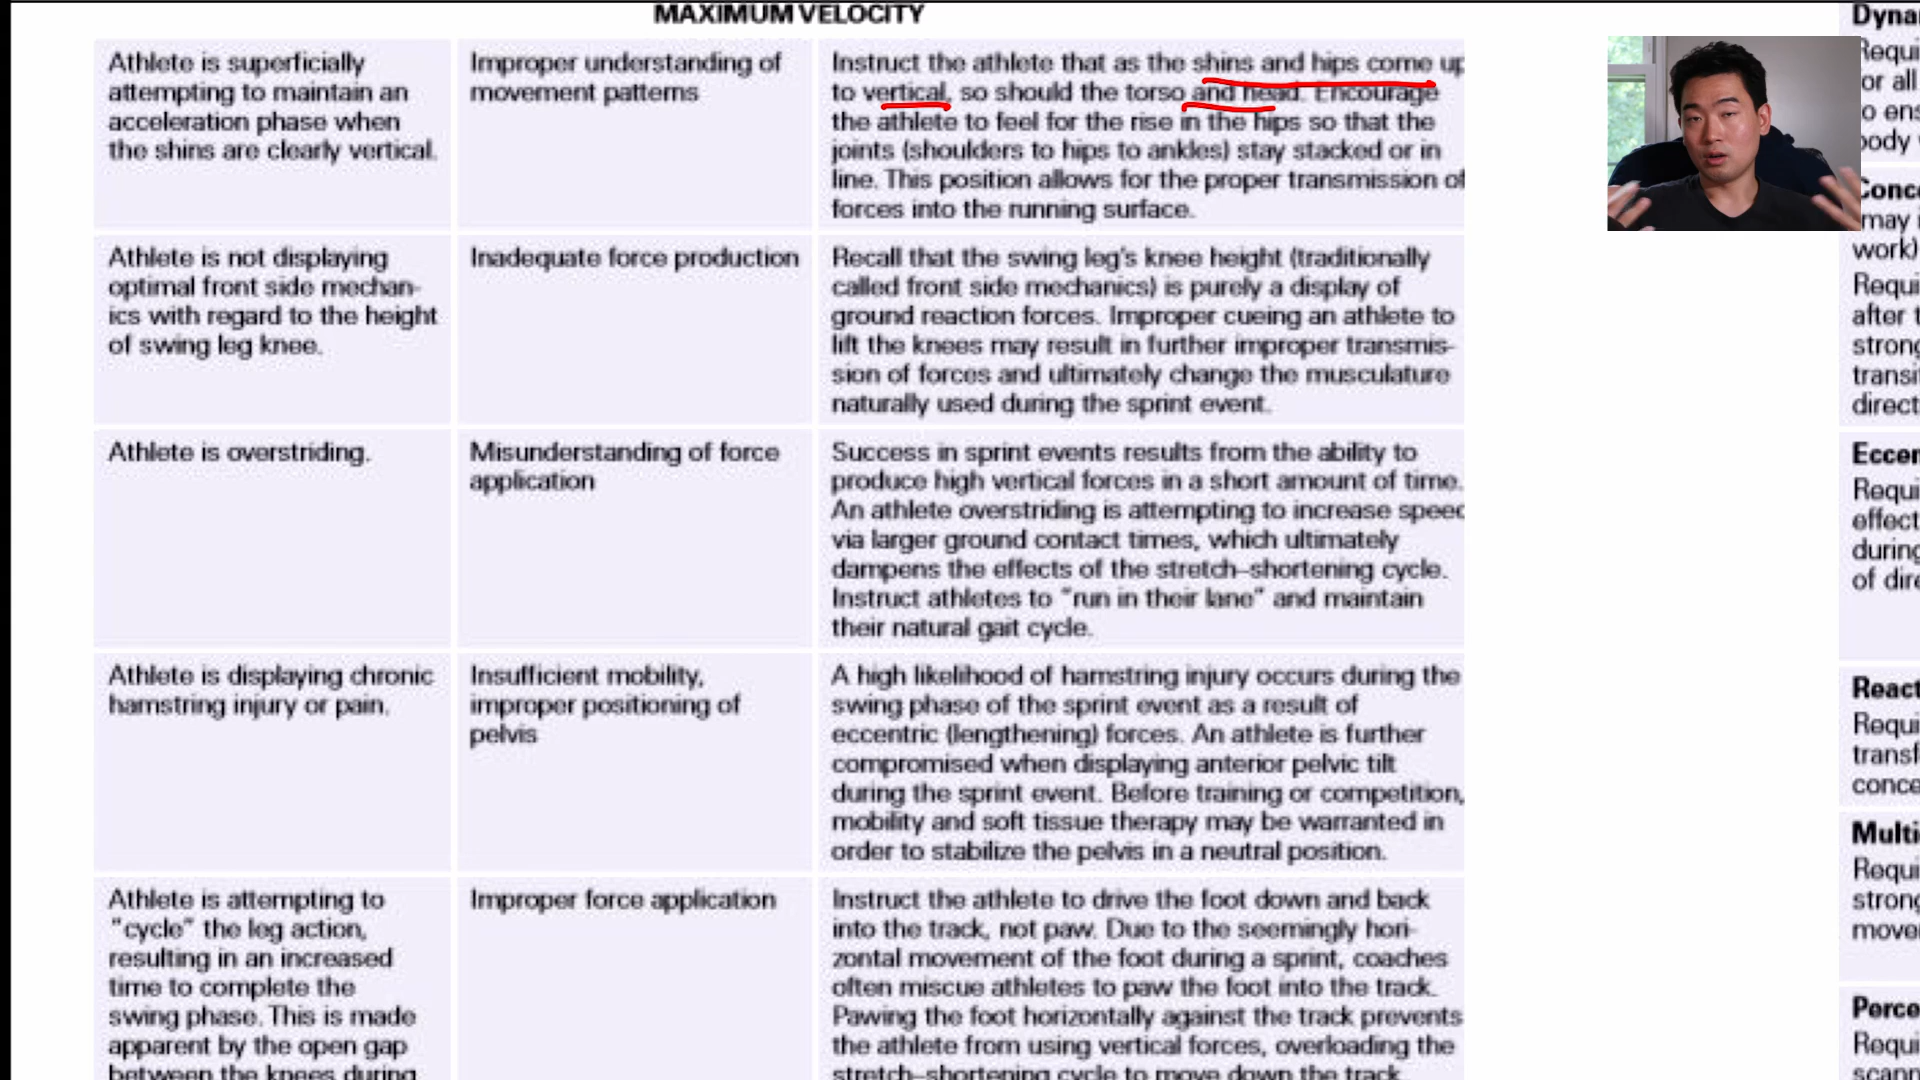 MAXIMUM VELOCITY
Athlete is superficially
attempting to maintain an
acceleration phase when
the shins are clearly vertical.
Improper understanding of
movement patterns
Instruct the athlete that as the shins and hips come up
to vertical, so should the torso and head. Encourage
the athlete to feel for the rise in the hips so that the
joints (shoulders to hips to ankles) stay stacked or in
line. This position allows for the proper transmission of
forces into the running surface.
Athlete is not displaying
optimal front side mechan-
ics with regard to the height
of swing leg knee.
Inadequate force production
Recall that the swing leg's knee height (traditionally
called front side mechanics) is purely a display of
ground reaction forces. Improper cueing an athlete to
lift the knees may result in further improper transmis-
sion of forces and ultimately change the musculature
naturally used during the sprint event.
Athlete is overstriding.
Misunderstanding of force
application
Success in sprint events results from the ability to
produce high vertical forces in a short amount of time.
An athlete overstriding is attempting to increase speed
via larger ground contact times, which ultimately
dampens the effects of the stretch–shortening cycle.
Instruct athletes to "run in their lane" and maintain
their natural gait cycle.
Athlete is displaying chronic
hamstring injury or pain.
Insufficient mobility,
improper positioning of
pelvis
A high likelihood of hamstring injury occurs during the
swing phase of the sprint event as a result of
eccentric (lengthening) forces. An athlete is further
compromised when displaying anterior pelvic tilt
during the sprint event. Before training or competition,
mobility and soft tissue therapy may be warranted in
order to stabilize the pelvis in a neutral position.
Athlete is attempting to
"cycle" the leg action,
resulting in an increased
time to complete the
swing phase. This is made
apparent by the open gap
between the knees during
Improper force application
Instruct the athlete to drive the foot down and back
into the track, not paw. Due to the seemingly hori-
zontal movement of the foot during a sprint, coaches
often miscue athletes to paw the foot into the track.
Pawing the foot horizontally against the track prevents
the athlete from using vertical forces, overloading the
stretch–shortening cycle to move down the track.
Dyna
Requi
or all
o ens
body
Conc
may
work)
Requi
after t
strong
transit
direct
Eccen
Requi
effect
during
of dire
React
Requi
transf
conce
Multi
Requi
strong
move
Perce
Requi
scann